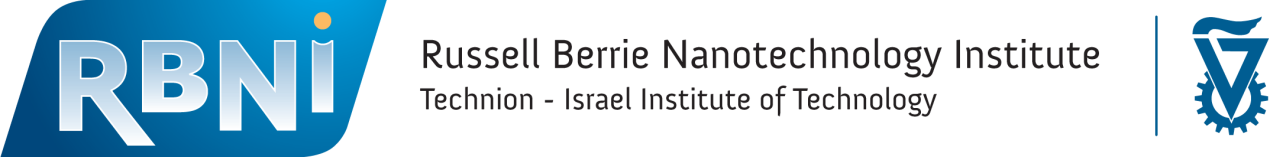 RBNi
Russell Berrie Nanotechnology Institute
Technion - Israel Institute of Technology